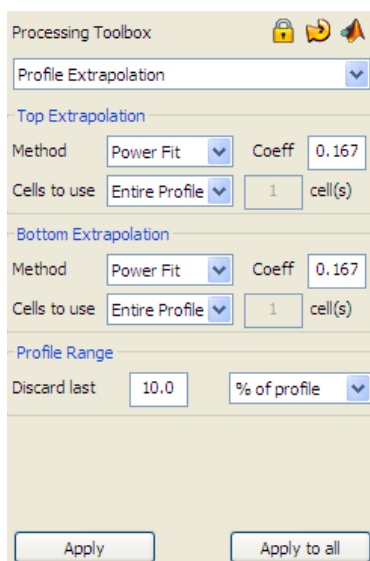 Processing Toolbox
Profile Extrapolation
Top Extrapolation
Method Power Fit Coeff 0.167
Cells to use Entire Profile 1 cell(s)
Bottom Extrapolation
Method Power Fit Coeff 0.167
Cells to use Entire Profile 1 cell(s)
Profile Range
Discard last 10.0 % of profile
Apply Apply to all